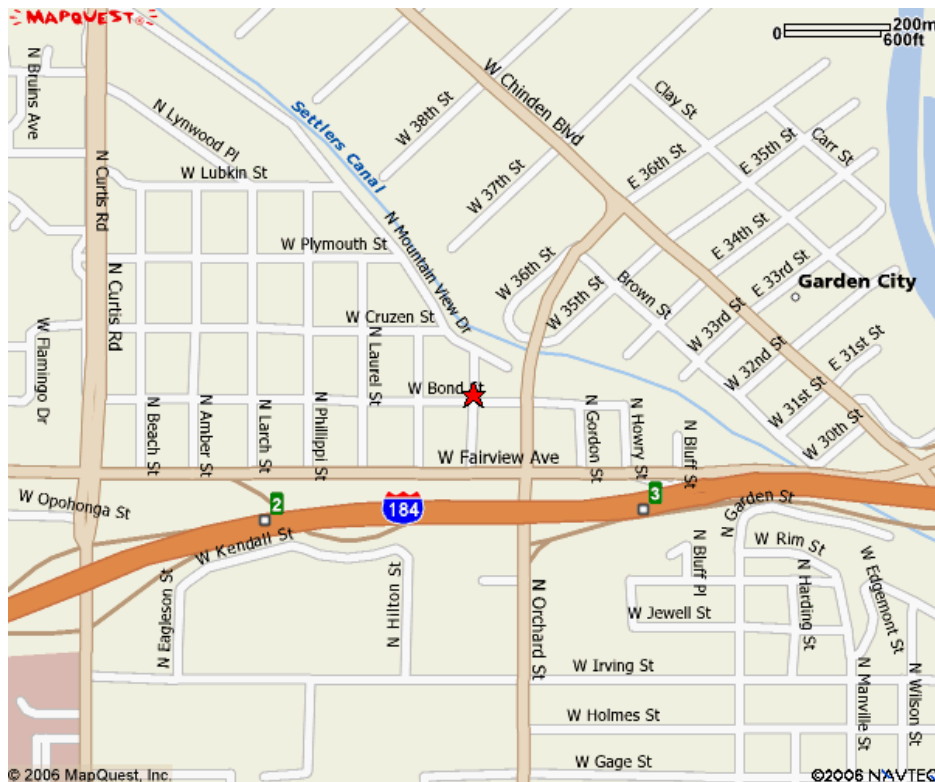 MAPQUEST
®
0
200m
600ft
N Bruins Ave
N Lynwood Pl
Settlers Canal
W 38th St
W Chinden Blvd
Clay St
Carr St
E 35th St
E 36th St
W 37th St
N Curtis Rd
W Lubkin St
N Mountain View Dr
W Plymouth St
W 36th St
W 35th St
Brown St
E 34th St
E 33rd St
Garden City
W 33rd St
W 32nd St
E 31st St
W 31st St
W 30th St
N Curtis Rd
W Flamingo Dr
W Cruzen St
N Laurel St
W Bond St
N Beach St
N Amber St
N Larch St
N Phillippi St
N Gordon St
N Howry St
N Bluff St
W Fairview Ave
W Opohonga St
2
184
3
N Garden St
W Kendall St
W Rim St
N Bluff Pl
N Harding St
W Edgemont St
N Eagleson St
N Hilton St
N Orchard St
W Jewell St
W Irving St
N Manville St
N Wilson St
W Holmes St
W Gage St
© 2006 MapQuest, Inc.
©2006 NAVTEQ